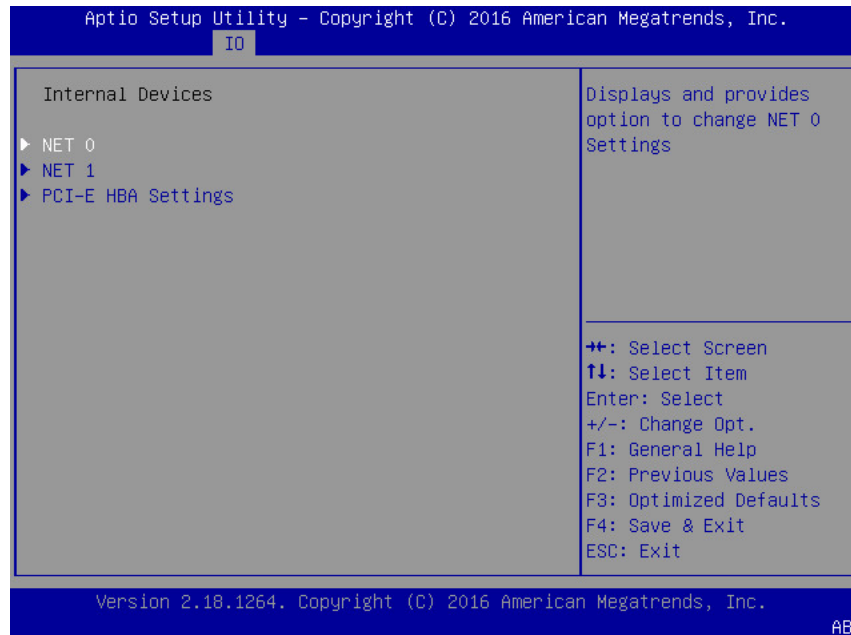 Aptio Setup Utility – Copyright (C) 2016 American Megatrends, Inc.
IO
Internal Devices
NET 0
NET 1
PCI-E HBA Settings
Displays and provides
option to change NET 0
Settings
→←: Select Screen
↑↓: Select Item
Enter: Select
+/-: Change Opt.
F1: General Help
F2: Previous Values
F3: Optimized Defaults
F4: Save & Exit
ESC: Exit
Version 2.18.1264. Copyright (C) 2016 American Megatrends, Inc.
AB